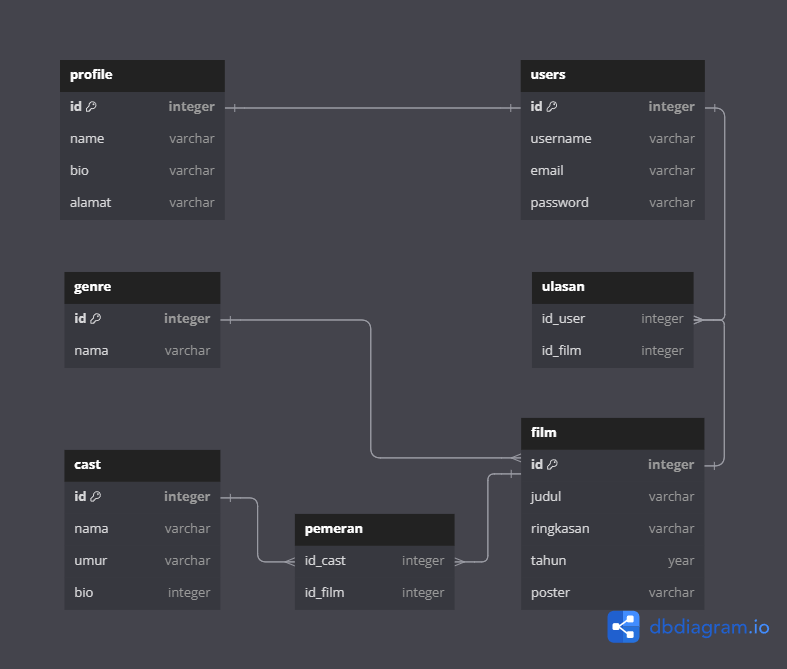 profile
id integer
name varchar
bio varchar
alamat varchar
users
id integer
username varchar
email varchar
password varchar
genre
id integer
nama varchar
ulasan
id_user integer
id_film integer
cast
id integer
nama varchar
umur varchar
bio integer
pemeran
id_cast integer
id_film integer
film
id integer
judul varchar
ringkasan varchar
tahun year
poster varchar
dbdiagram.io